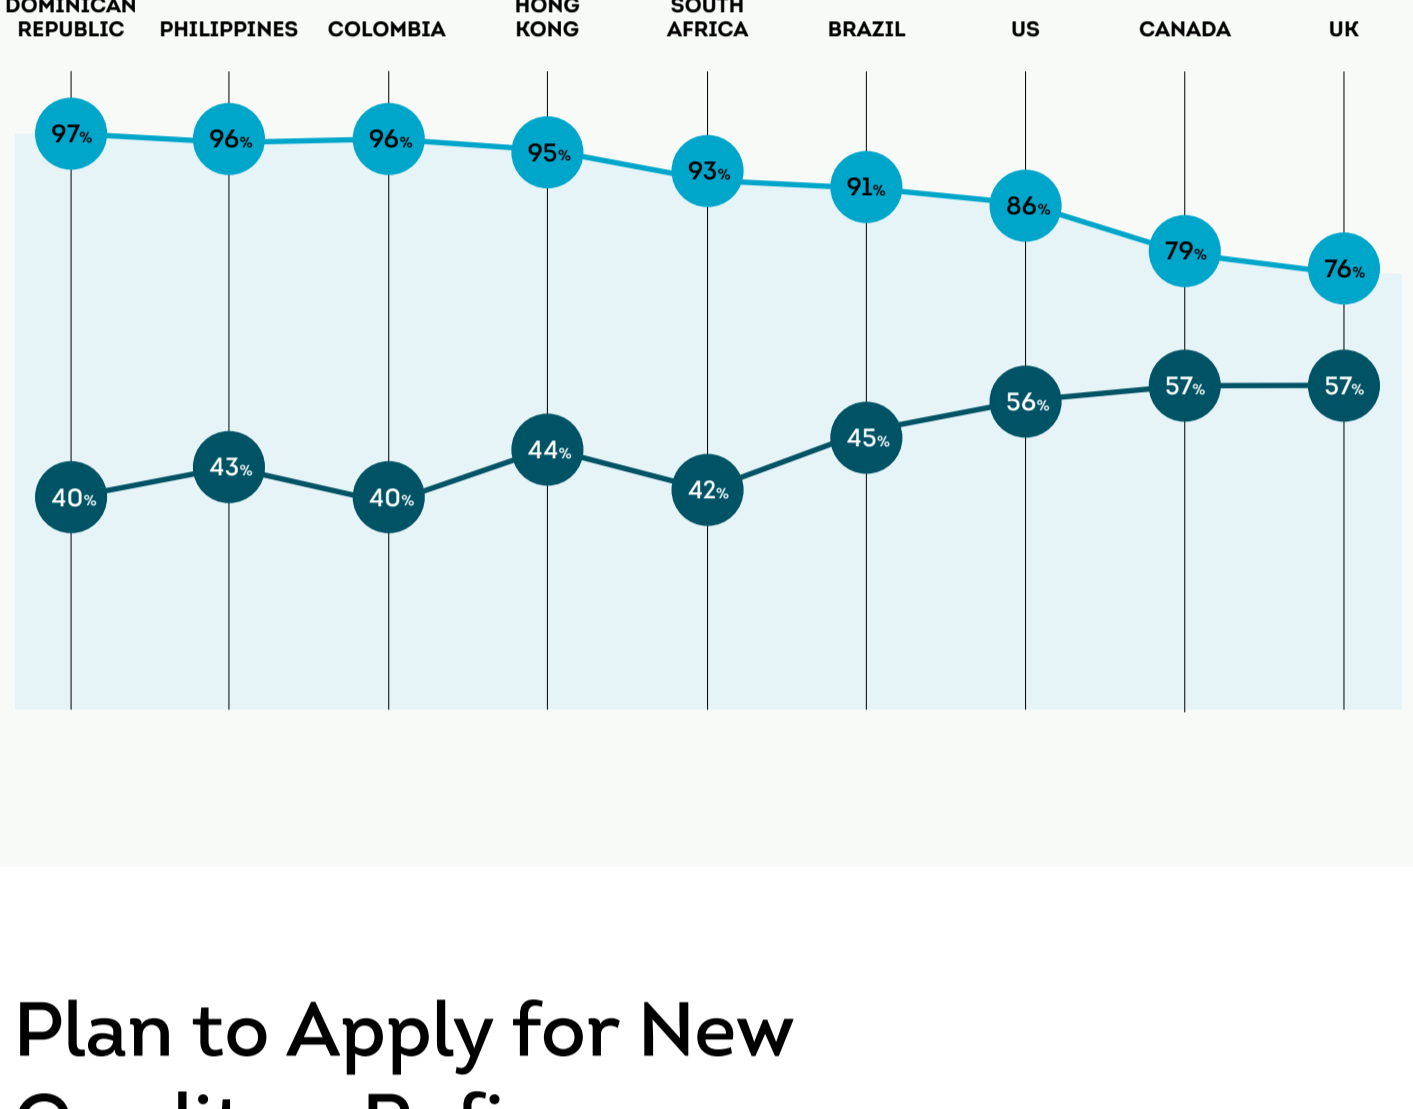 DOMINICAN
REPUBLIC
PHILIPPINES
COLOMBIA
HONG
KONG
SOUTH
AFRICA
BRAZIL
US
CANADA
UK
97%
96%
96%
95%
93%
91%
86%
79%
76%
40%
43%
40%
44%
42%
45%
56%
57%
57%
Plan to Apply for New